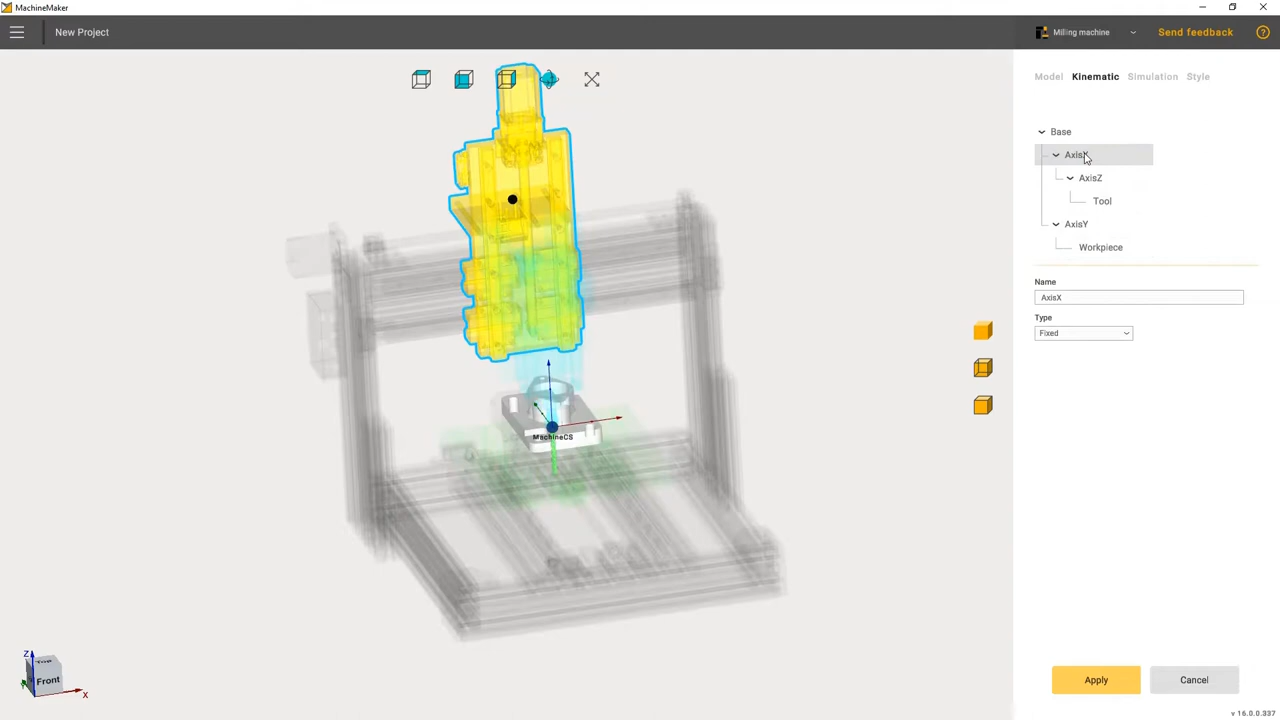 MachineMaker
New Project
Milling machine
Send feedback
?
Model Kinematic Simulation Style
Base
AxisX
AxisZ
Tool
AxisY
Workpiece
Name
AxisX
Type
Fixed
MachineCS
Z
Top
Front
Y
X
Apply
Cancel
v 16.0.0.337